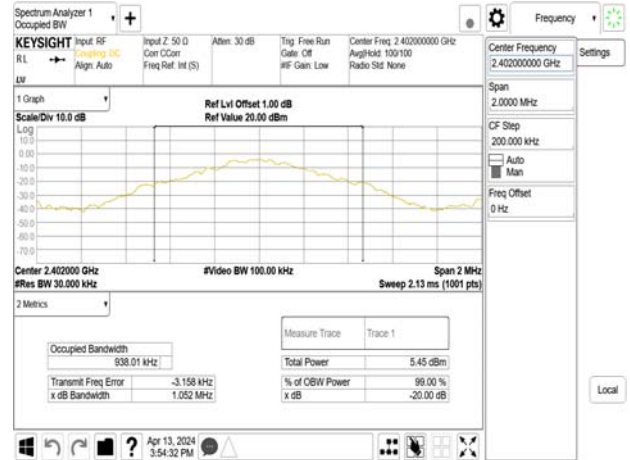 Spectrum Analyzer 1
Occupied BW
Frequency
KEYSIGHT
Input: RF
Coupling: DC
Align: Auto
Input Z: 50 Ω
Corr CCorr
Freq Ref: Int (S)
Atten: 30 dB
Trig: Free Run
Gate: Off
#IF Gain: Low
Center Freq: 2.402000000 GHz
Avg|Hold: 100/100
Radio Std: None
RL
1 Graph
Scale/Div 10.0 dB
Ref Lvl Offset 1.00 dB
Ref Value 20.00 dBm
Log
10.0
0.00
-10.0
-20.0
-30.0
-40.0
-50.0
-60.0
-70.0
Center 2.402000 GHz
#Res BW 30.000 kHz
#Video BW 100.00 kHz
Span 2 MHz
Sweep 2.13 ms (1001 pts)
2 Metrics
Measure Trace Trace 1
Occupied Bandwidth
938.01 kHz
Total Power 5.45 dBm
Transmit Freq Error -3.158 kHz
% of OBW Power 99.00 %
x dB Bandwidth 1.052 MHz
x dB -20.00 dB
Apr 13, 2024
3:54:32 PM
Center Frequency
2.402000000 GHz
Settings
Span
2.0000 MHz
CF Step
200.000 kHz
Auto
Man
Freq Offset
0 Hz
Local